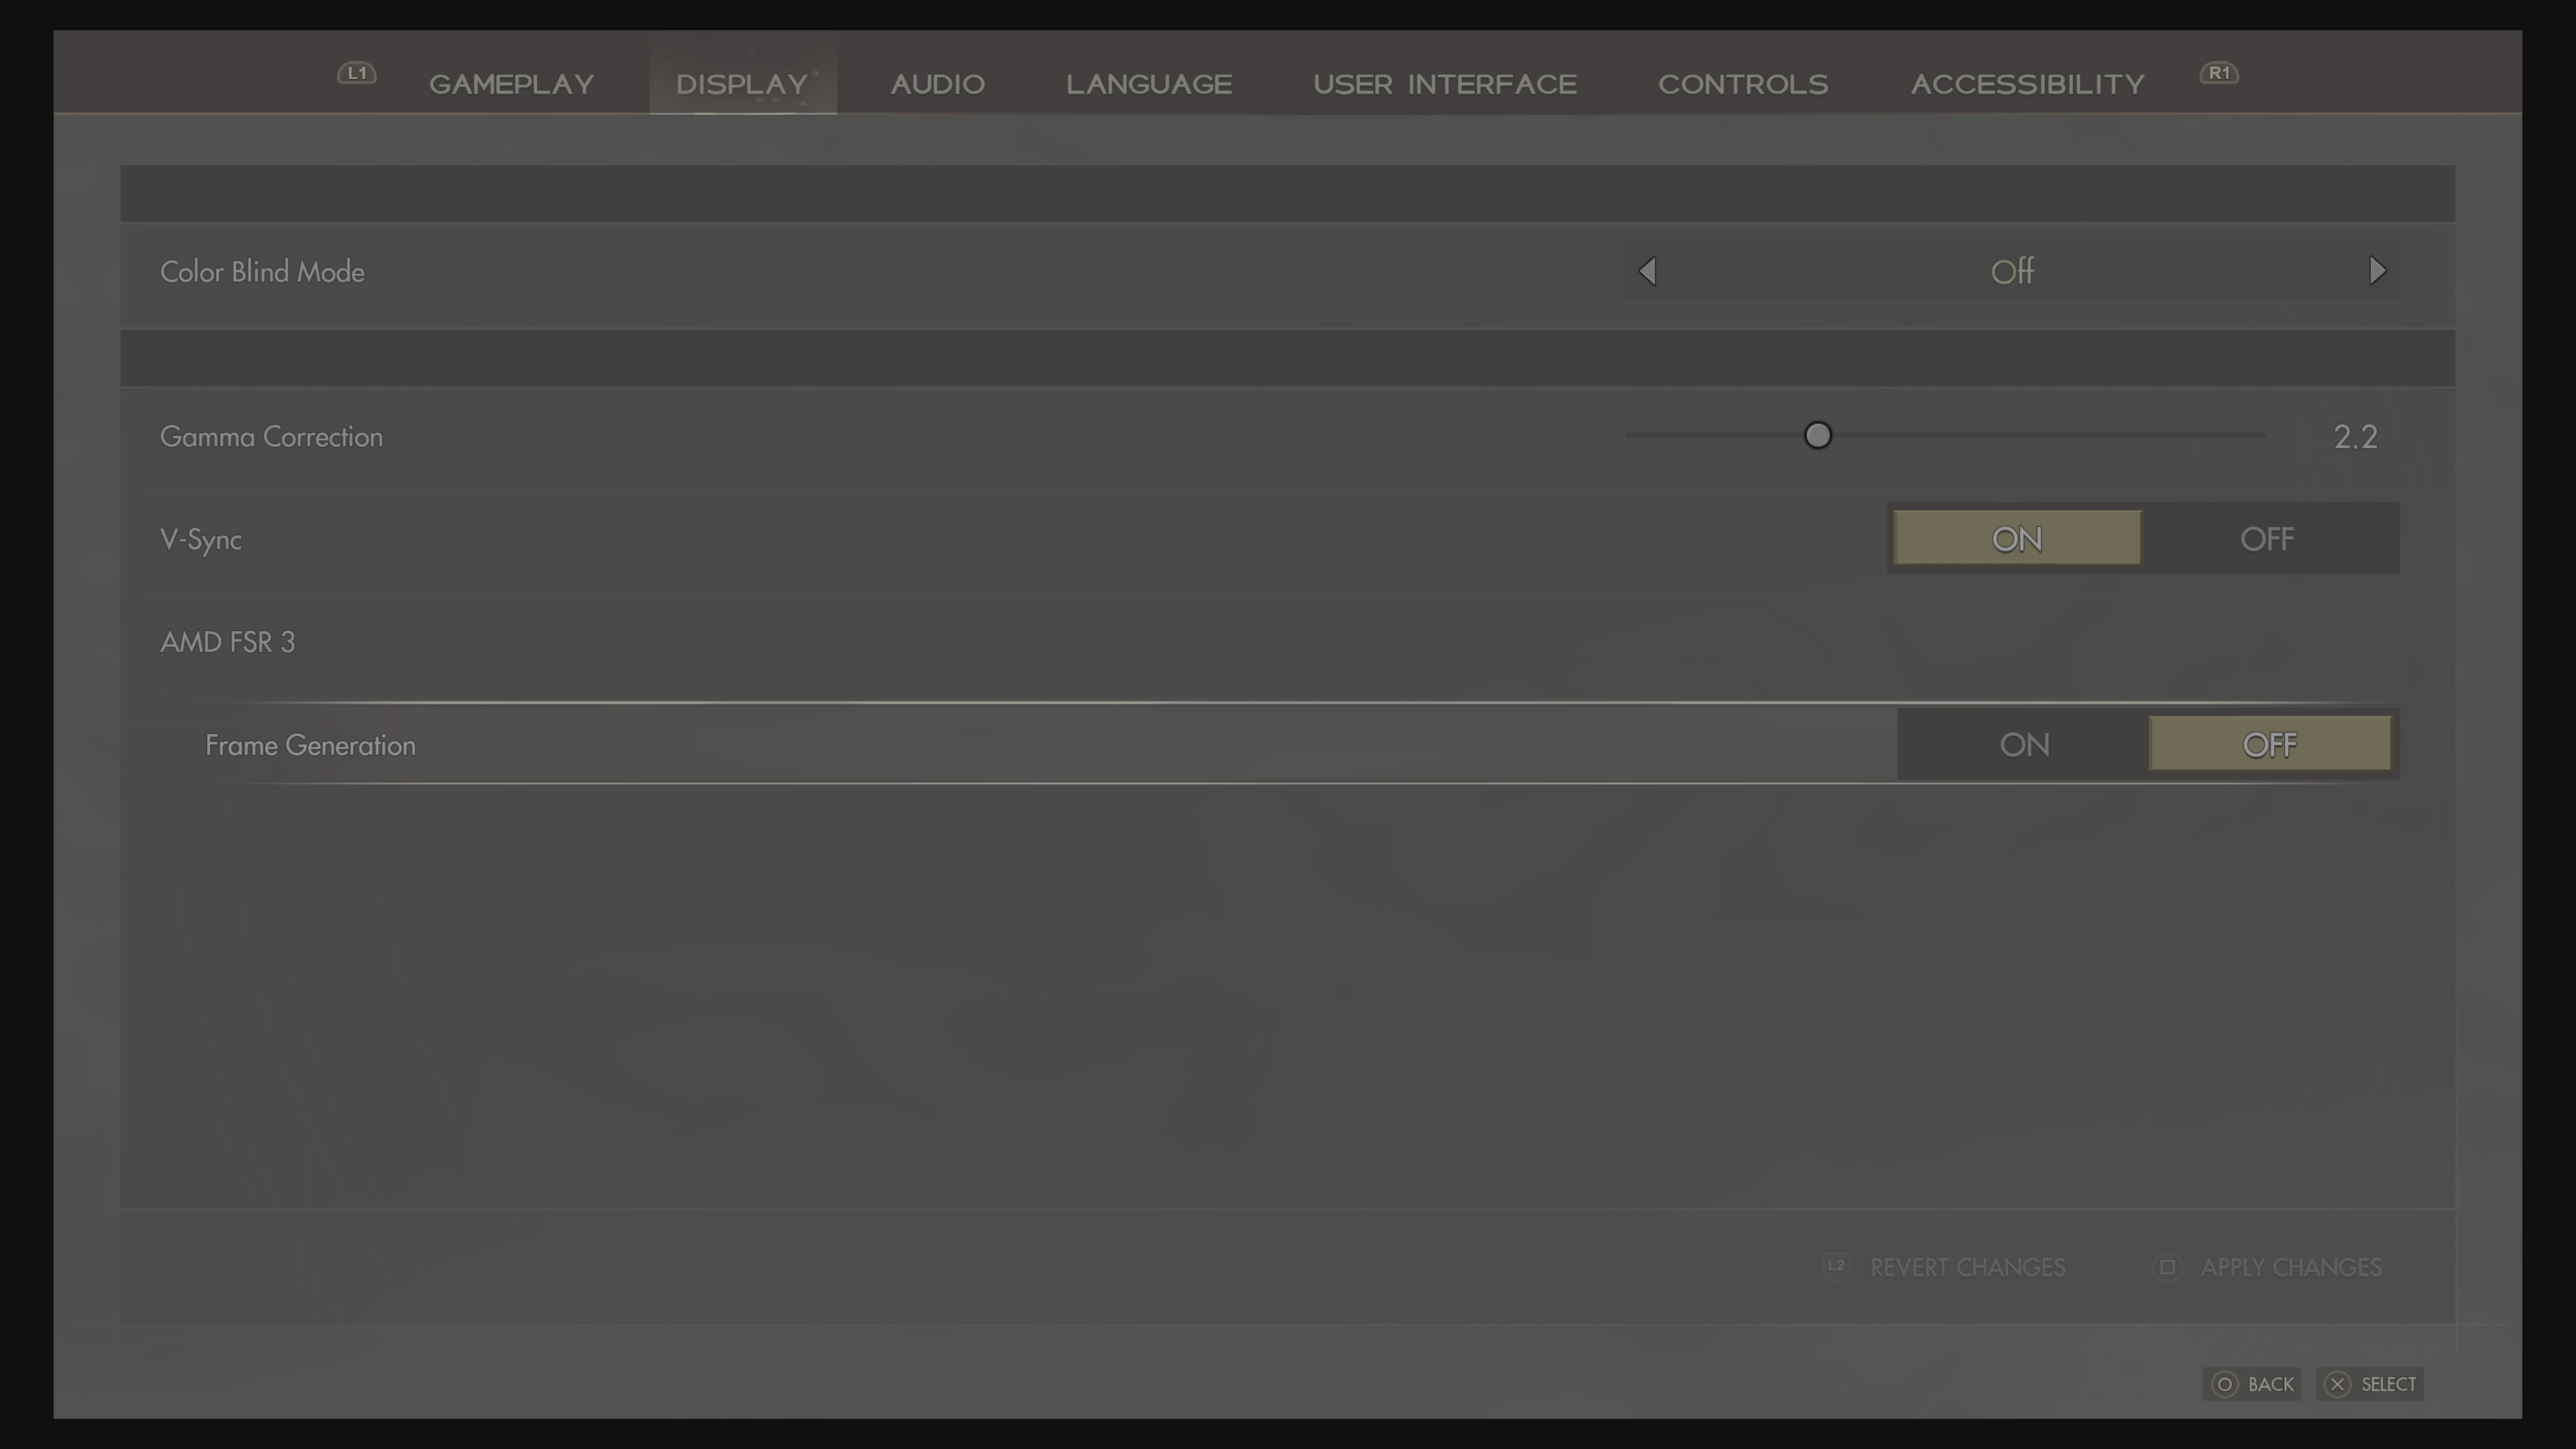 L1 GAMEPLAY DISPLAY AUDIO LANGUAGE USER INTERFACE CONTROLS ACCESSIBILITY R1
Color Blind Mode Off
Gamma Correction 2.2
V-Sync ON OFF
AMD FSR 3
Frame Generation ON OFF
L2 REVERT CHANGES APPLY CHANGES
BACK SELECT